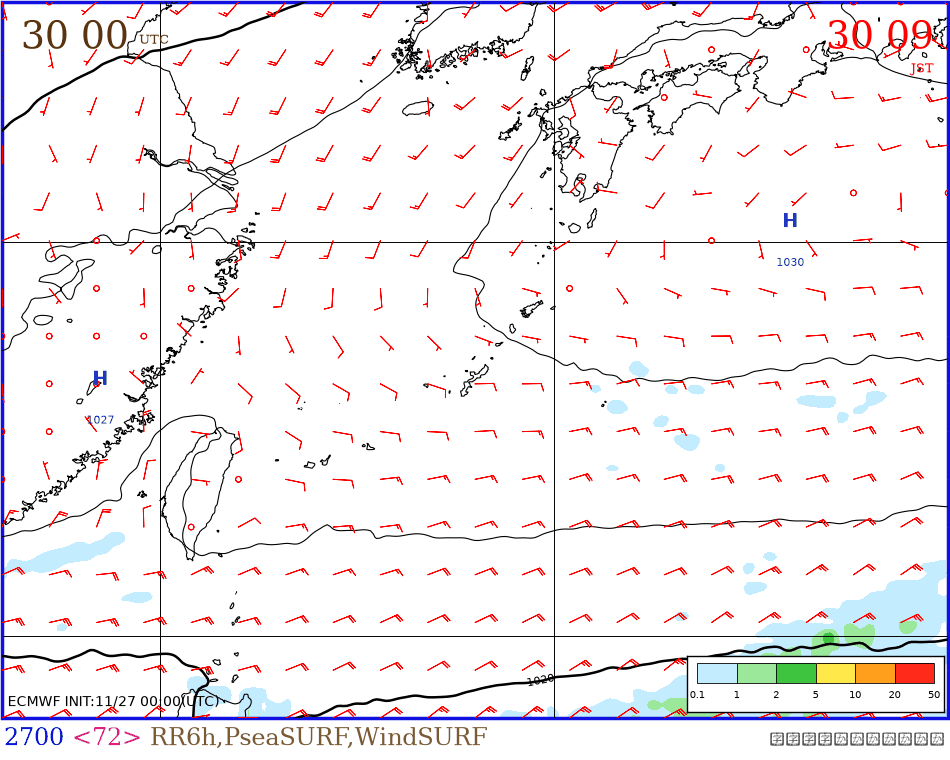 30 00 UTC
30 09 JST
H
1030
H
1027
1020
ECMWF INIT:11/27 00:00(UTC)
0.1 1 2 5 10 20 50
2700 <72> RR6h,PseaSURF,WindSURF